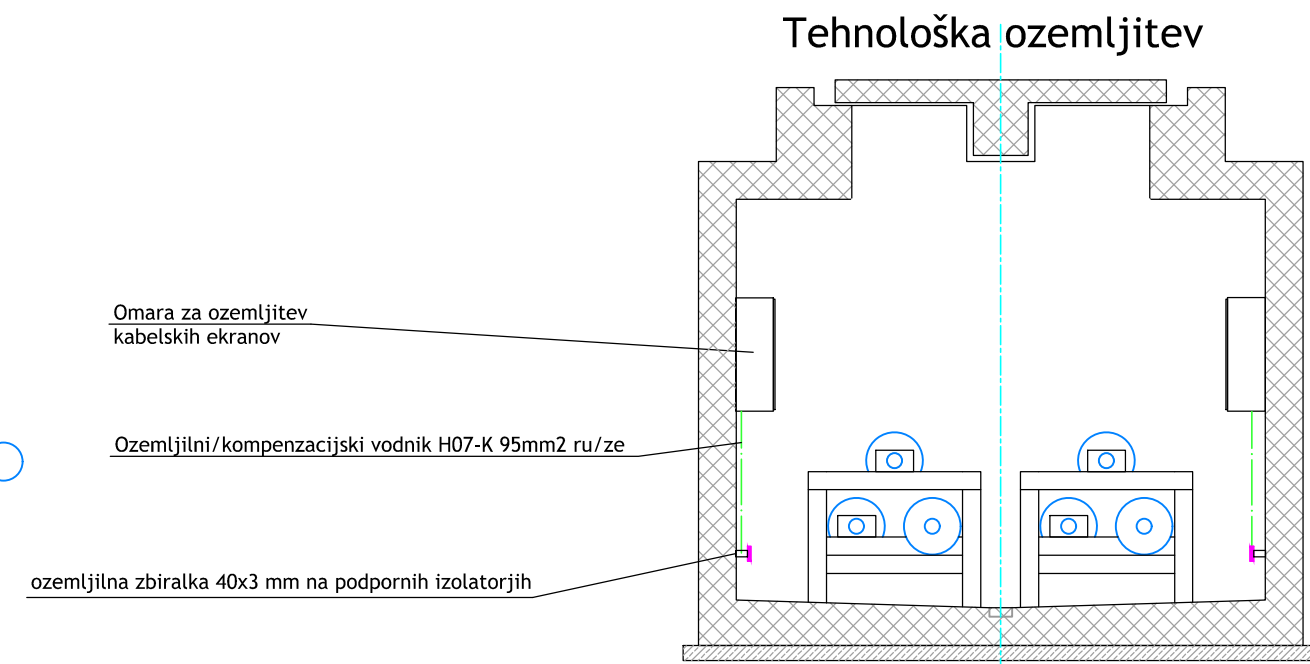 Tehnološka ozemljitev
Omara za ozemljitev
kabelskih ekranov
Ozemljilni/kompenzacijski vodnik H07-K 95mm2 ru/ze
ozemljilna zbiralka 40x3 mm na podpornih izolatorjih